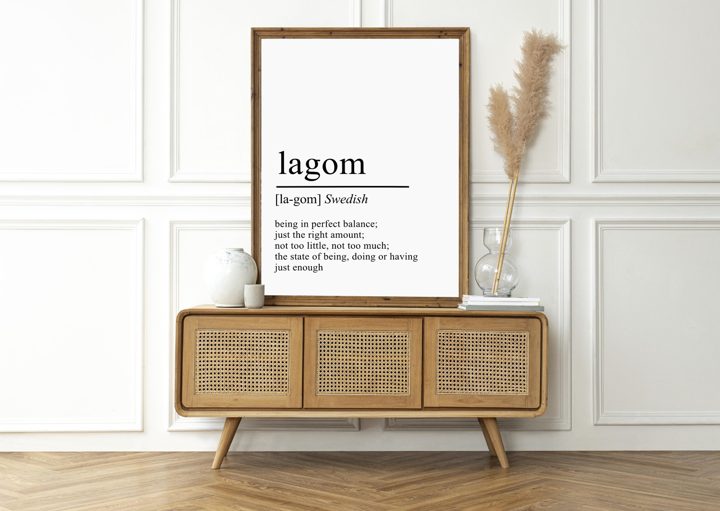 lagom
[la-gom] Swedish
being in perfect balance;
just the right amount;
not too little, not too much;
the state of being, doing or having
just enough